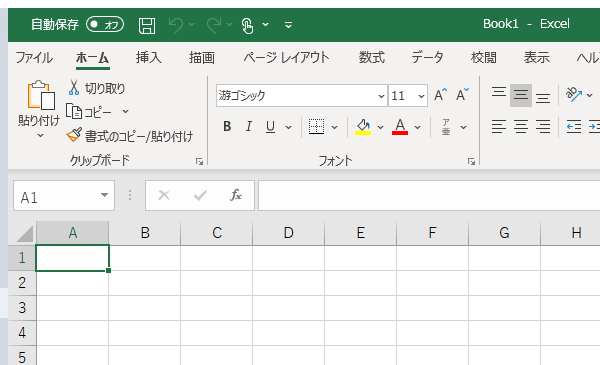 自動保存 オフ Book1 - Excel
ファイル ホーム 挿入 描画 ページ レイアウト 数式 データ 校閲 表示 ヘル
貼り付け 切り取り
コピー
書式のコピー/貼り付け
クリップボード
游ゴシック 11 A A
B I U A ア亜
フォント
ab
A1 fx
A B C D E F G H
1
2
3
4
5